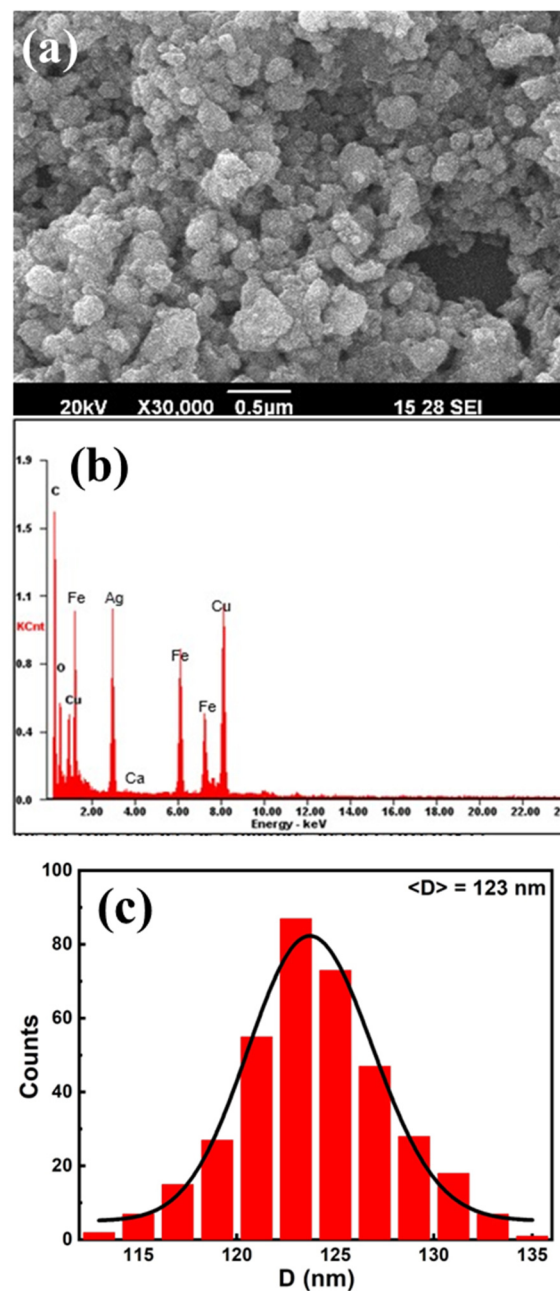 (a)
20kV X30,000 0.5µm 15 28 SEI
(b)
1.9
C
1.5
1.1
Fe
Ag
Cu
KCnt
0.8
Fe
O
Cu
Fe
0.4
Ca
0.0
2.00 4.00 6.00 8.00 10.00 12.00 14.00 16.00 18.00 20.00 22.00 2
Energy - keV
(c)
<D> = 123 nm
100
80
60
40
20
0
Counts
115 120 125 130 135
D (nm)